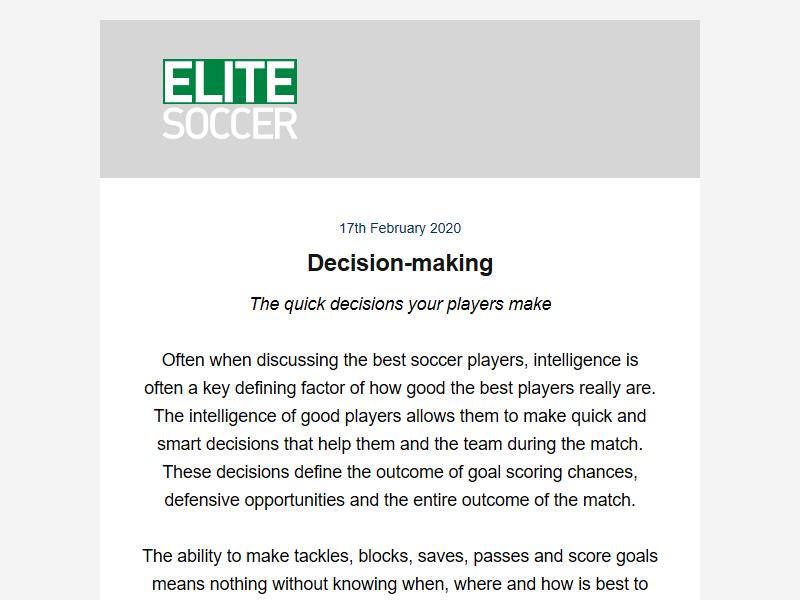 ELITE
SOCCER
17th February 2020
Decision-making
The quick decisions your players make
Often when discussing the best soccer players, intelligence is
often a key defining factor of how good the best players really are.
The intelligence of good players allows them to make quick and
smart decisions that help them and the team during the match.
These decisions define the outcome of goal scoring chances,
defensive opportunities and the entire outcome of the match.
The ability to make tackles, blocks, saves, passes and score goals
means nothing without knowing when, where and how is best to